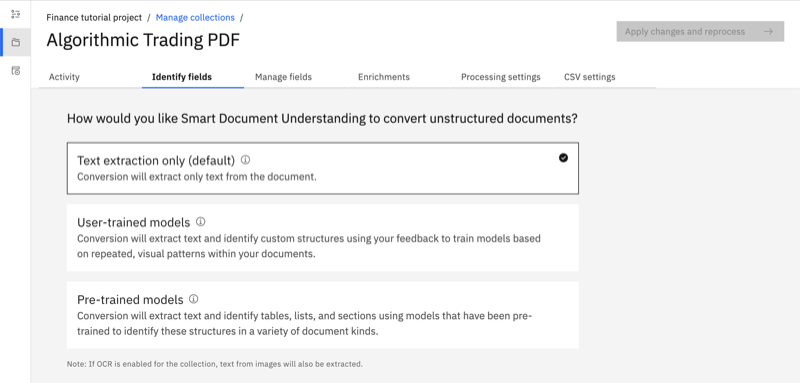 Finance tutorial project / Manage collections /
Algorithmic Trading PDF
Apply changes and reprocess
Activity
Identify fields
Manage fields
Enrichments
Processing settings
CSV settings
How would you like Smart Document Understanding to convert unstructured documents?
Text extraction only (default)
Conversion will extract only text from the document.
User-trained models
Conversion will extract text and identify custom structures using your feedback to train models based
on repeated, visual patterns within your documents.
Pre-trained models
Conversion will extract text and identify tables, lists, and sections using models that have been pre-
trained to identify these structures in a variety of document kinds.
Note: If OCR is enabled for the collection, text from images will also be extracted.